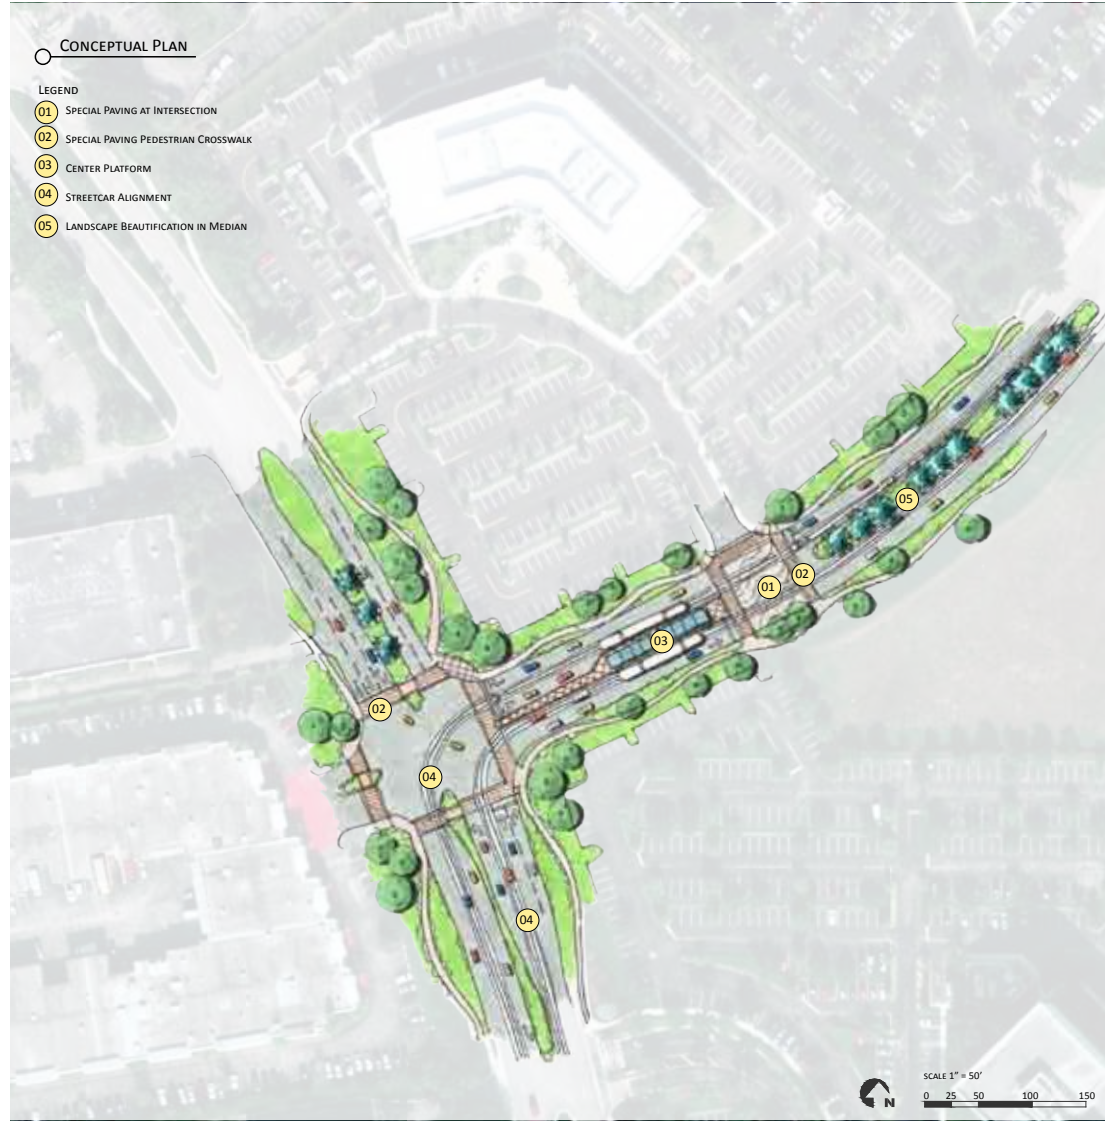 Conceptual Plan
Legend
01 Special Paving at Intersection
02 Special Paving Pedestrian Crosswalk
03 Center Platform
04 Streetcar Alignment
05 Landscape Beautification in Median
05
02
01
03
02
04
04
N
scale 1" = 50'
0 25 50 100 150